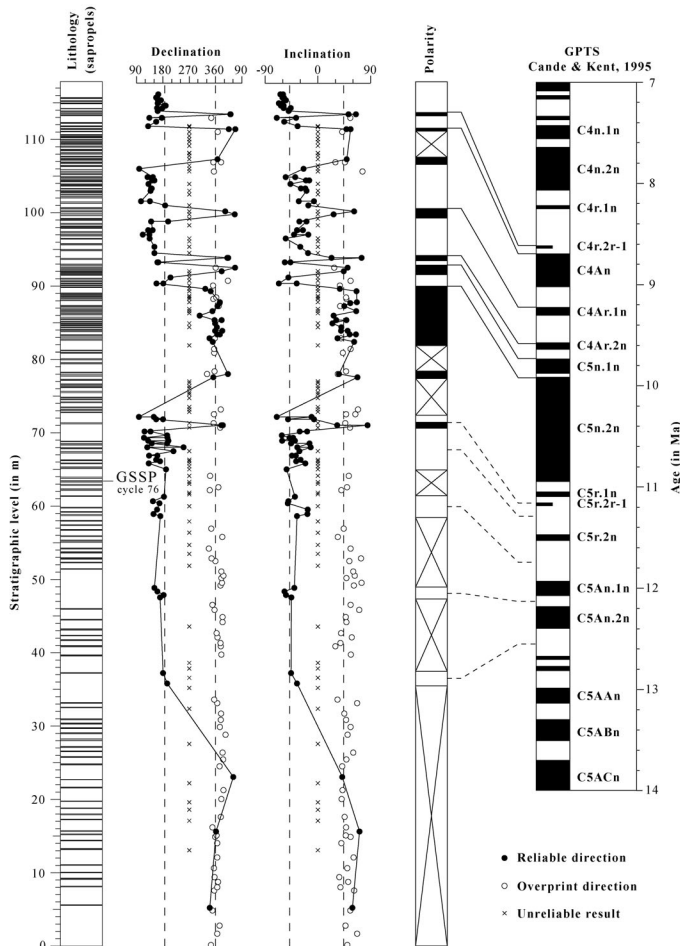 Lithology
(sapropels)
Declination
90 180 270 360 90
Inclination
-90 0 90
Polarity
GPTS
Cande & Kent, 1995
Stratigraphic level (in m)
110
100
90
80
70
60
50
40
30
20
10
0
GSSP
cycle 76
7
8
9
10
11
12
13
14
Age (in Ma)
C4n.1n
C4n.2n
C4r.1n
C4r.2r-1
C4An
C4Ar.1n
C4Ar.2n
C5n.1n
C5n.2n
C5r.1n
C5r.2r-1
C5r.2n
C5An.1n
C5An.2n
C5AAn
C5ABn
C5ACn
Reliable direction
Overprint direction
Unreliable result